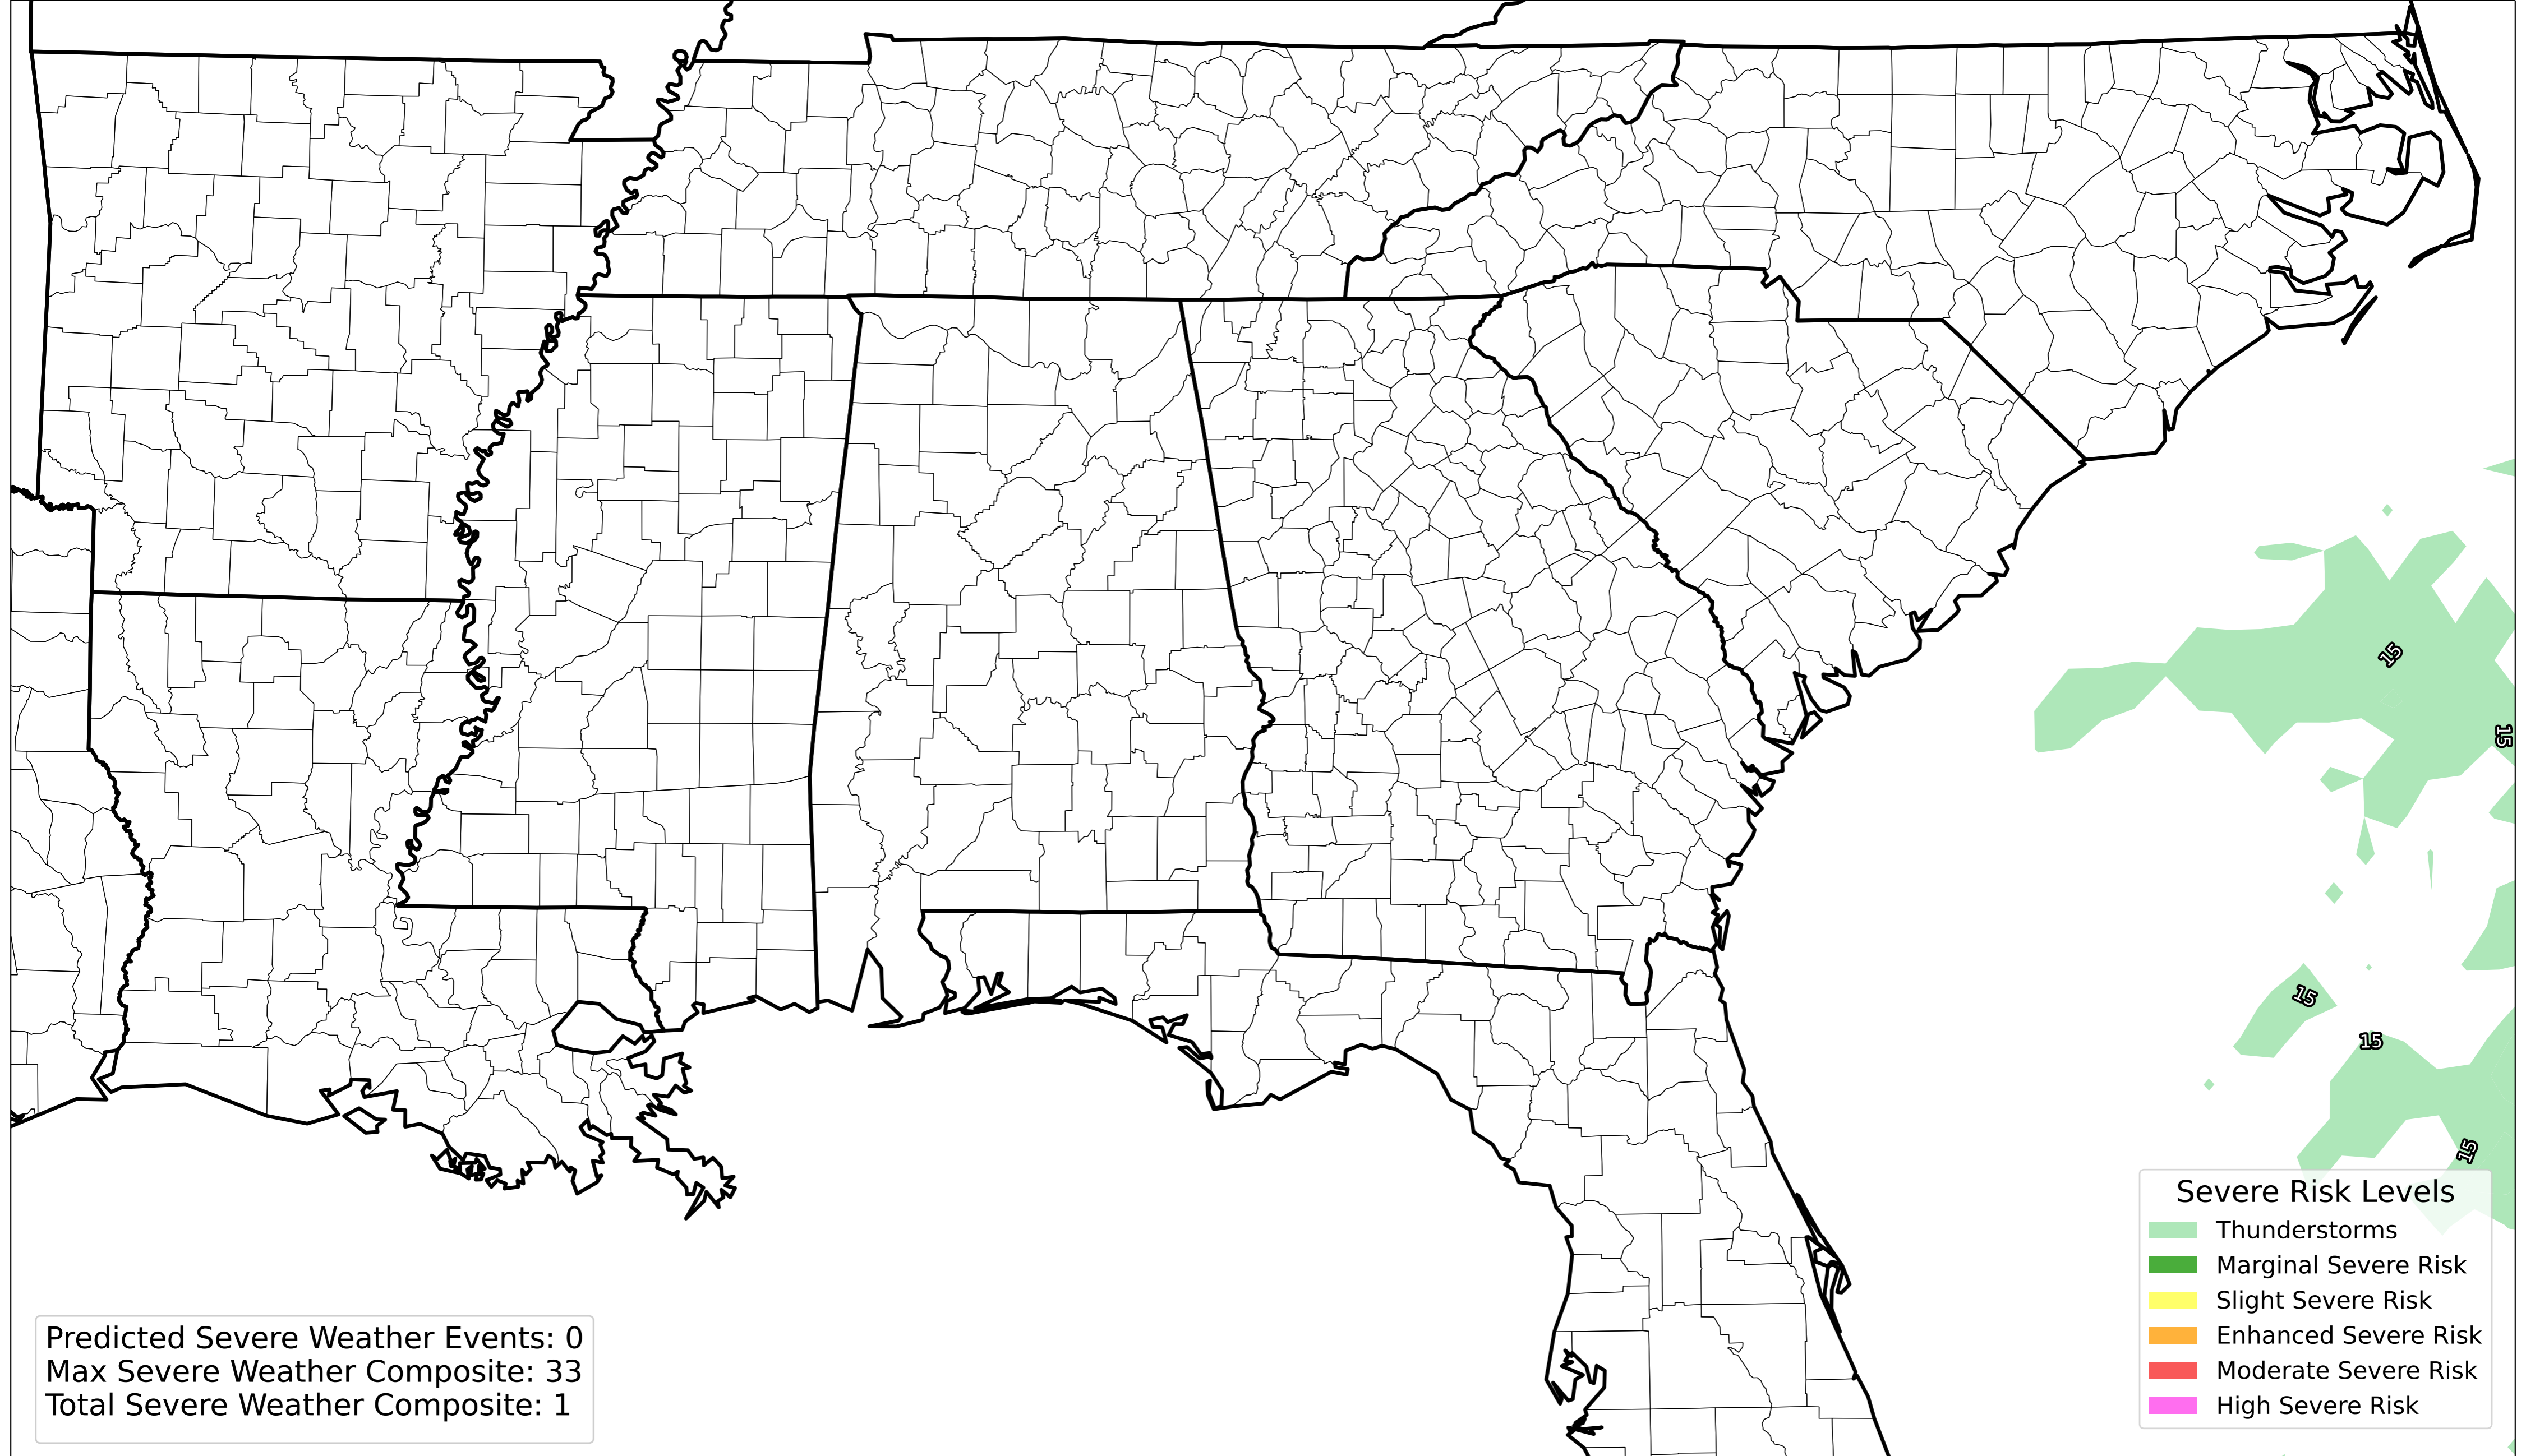 15
15
15
15
15
Severe Risk Levels
Thunderstorms
Marginal Severe Risk
Slight Severe Risk
Enhanced Severe Risk
Moderate Severe Risk
High Severe Risk
Predicted Severe Weather Events: 0
Max Severe Weather Composite: 33
Total Severe Weather Composite: 1